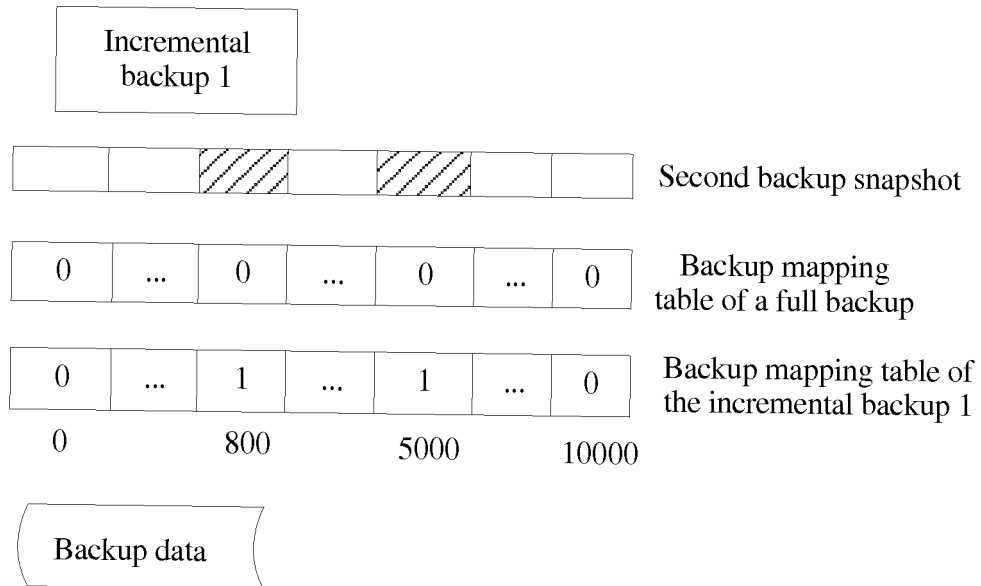 Incremental
backup 1
Second backup snapshot
0 ... 0 ... 0 ... 0
Backup mapping
table of a full backup
0 ... 1 ... 1 ... 0
Backup mapping table of
the incremental backup 1
0 800 5000 10000
Backup data